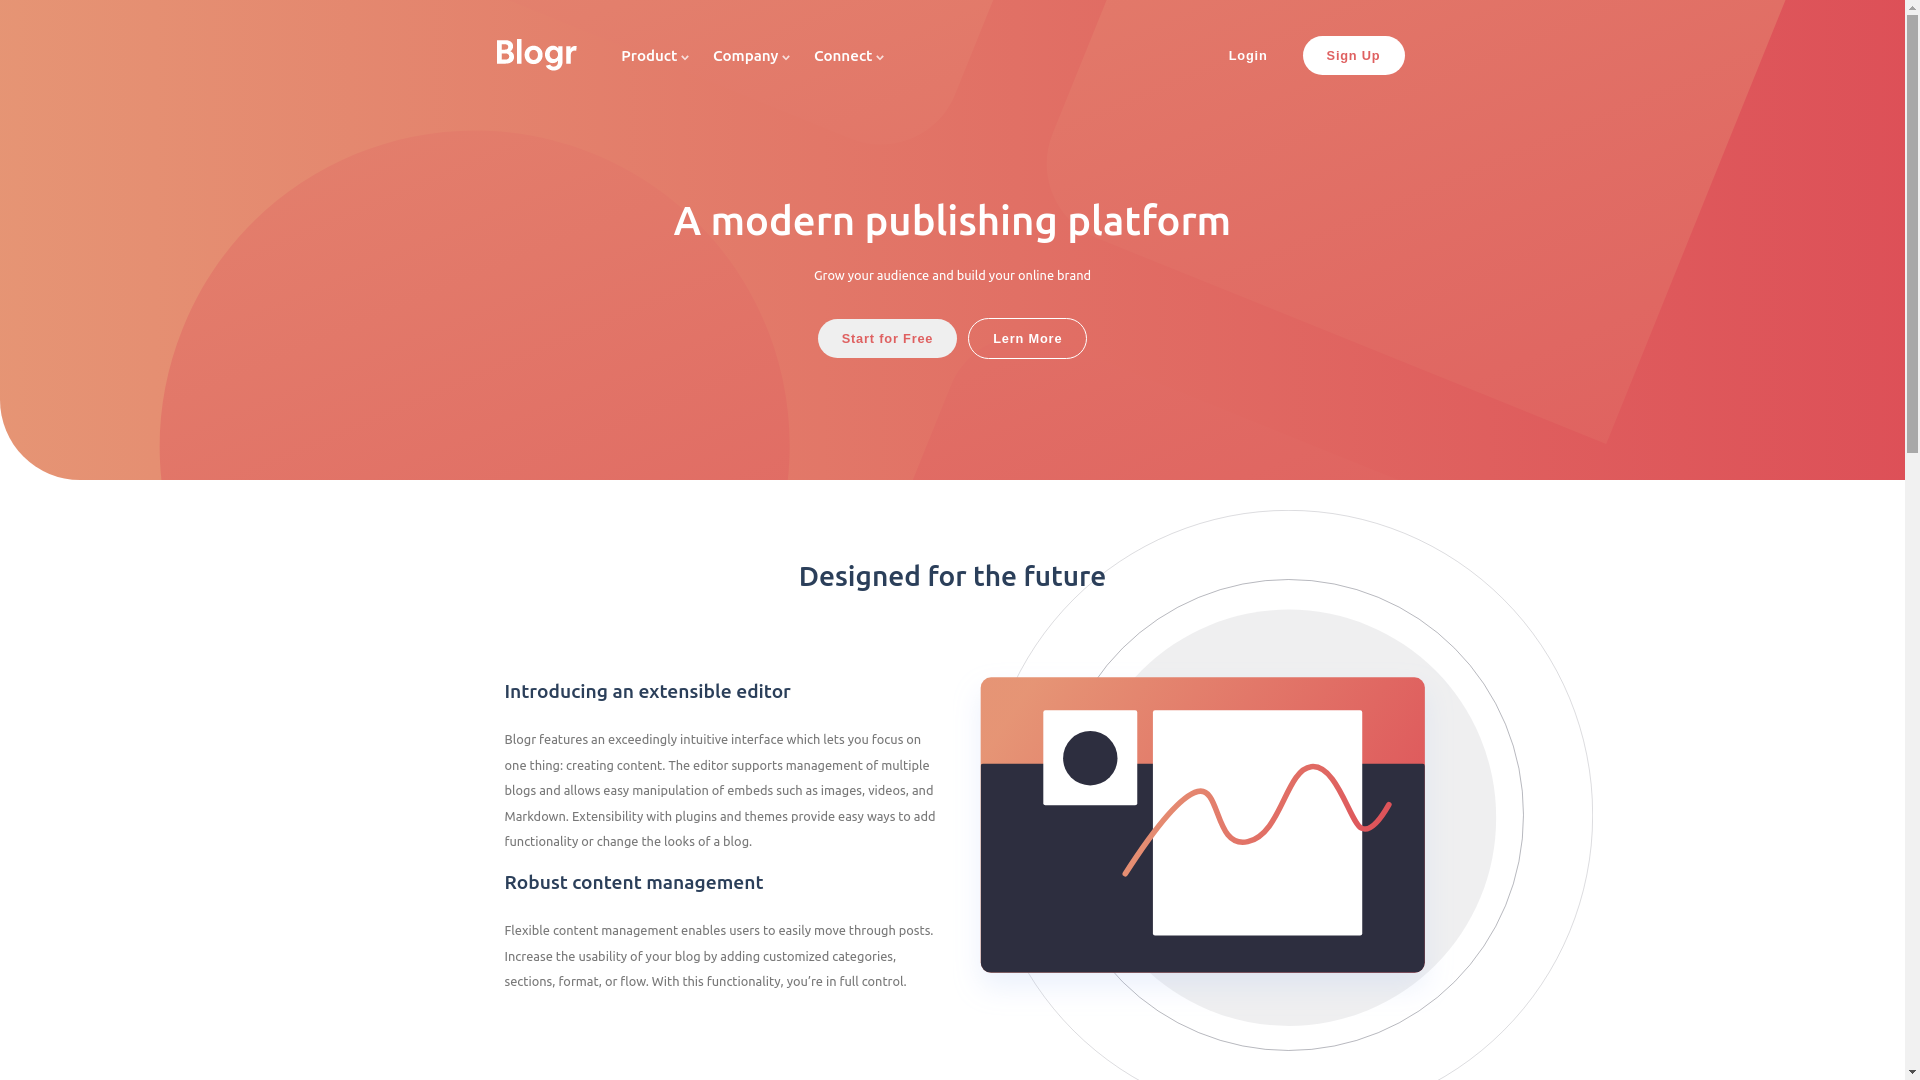 Blogr Product Company Connect Login Sign Up
A modern publishing platform
Grow your audience and build your online brand
Start for Free Lern More
Designed for the future
Introducing an extensible editor
Blogr features an exceedingly intuitive interface which lets you focus on
one thing: creating content. The editor supports management of multiple
blogs and allows easy manipulation of embeds such as images, videos, and
Markdown. Extensibility with plugins and themes provide easy ways to add
functionality or change the looks of a blog.
Robust content management
Flexible content management enables users to easily move through posts.
Increase the usability of your blog by adding customized categories,
sections, format, or flow. With this functionality, you’re in full control.